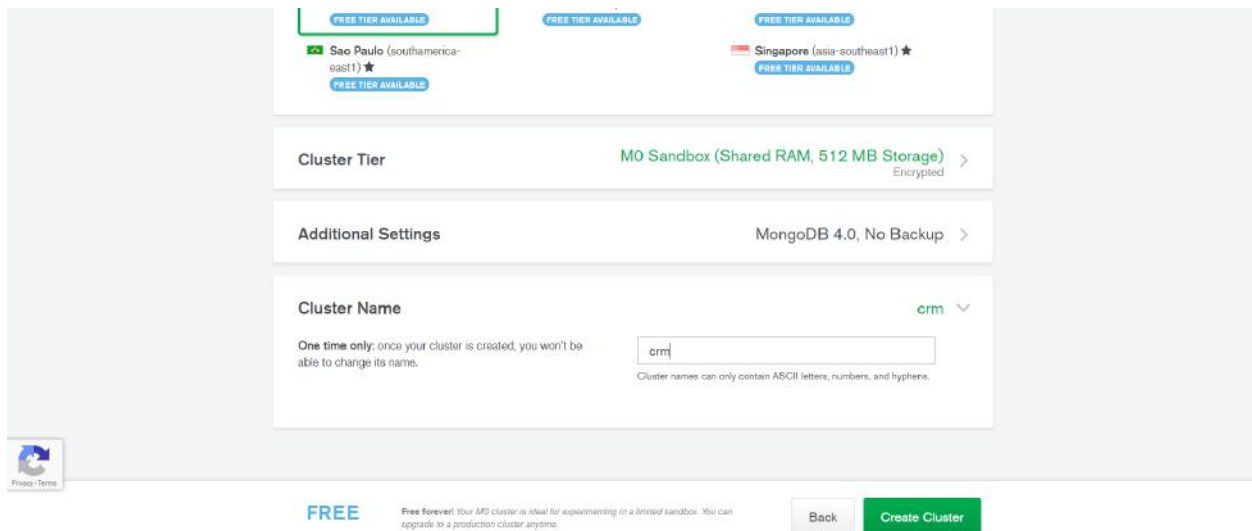 FREE TIER AVAILABLE
FREE TIER AVAILABLE
FREE TIER AVAILABLE
Sao Paulo (southamerica-
east1) ★
FREE TIER AVAILABLE
Singapore (asia-southeast1) ★
FREE TIER AVAILABLE
Cluster Tier
M0 Sandbox (Shared RAM, 512 MB Storage)
Encrypted
Additional Settings
MongoDB 4.0, No Backup
Cluster Name
crm
One time only: once your cluster is created, you won't be
able to change its name.
crm
Cluster names can only contain ASCII letters, numbers, and hyphens.
Privacy - Terms
FREE
Free forever! Your M0 cluster is ideal for experimenting in a limited sandbox. You can
upgrade to a production cluster anytime.
Back
Create Cluster